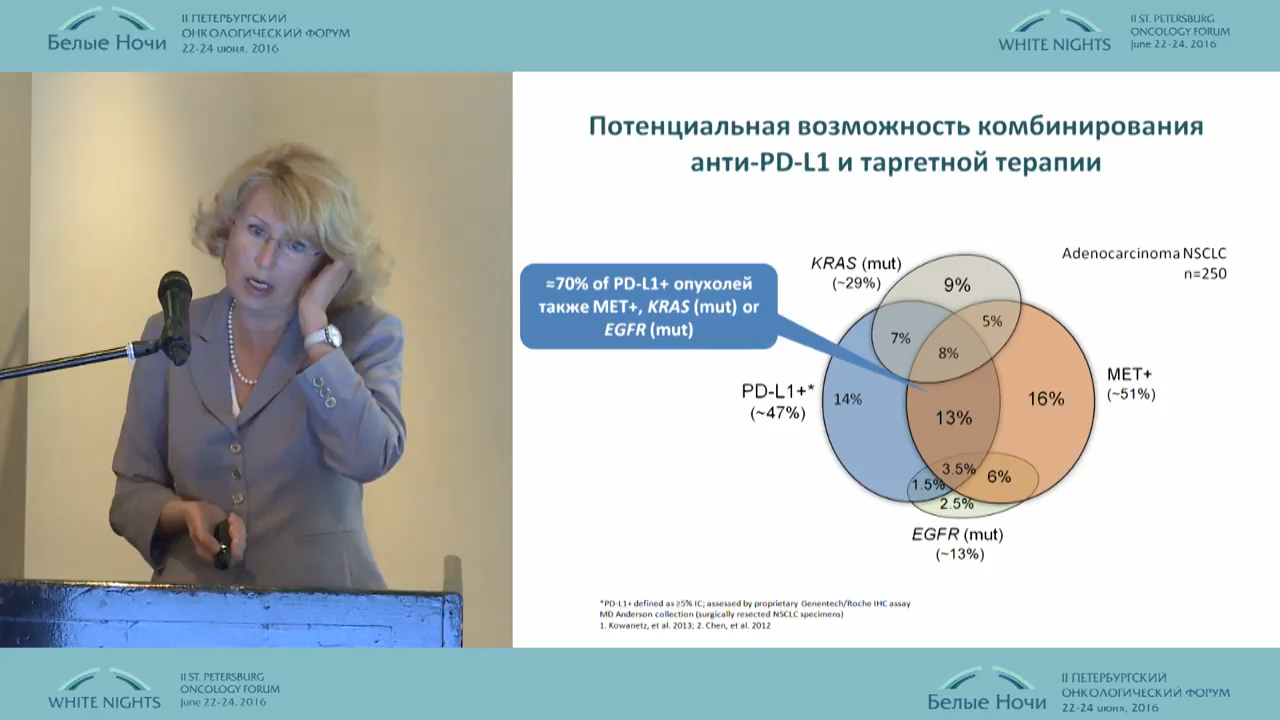 Белые Ночи
II ПЕТЕРБУРГСКИЙ
ОНКОЛОГИЧЕСКИЙ ФОРУМ
22-24 июня, 2016
WHITE NIGHTS
II ST. PETERSBURG
ONCOLOGY FORUM
June 22-24, 2016
Потенциальная возможность комбинирования
анти-PD-L1 и таргетной терапии
≈70% of PD-L1+ опухолей
также MET+, KRAS (mut) or
EGFR (mut)
Adenocarcinoma NSCLC
n=250
KRAS (mut)
(~29%)
9%
7%
5%
8%
PD-L1+*
(~47%)
14%
13%
16%
MET+
(~51%)
3.5%
1.5%
6%
2.5%
EGFR (mut)
(~13%)
*PD-L1+ defined as ≥5% IC; assessed by proprietary Genentech/Roche IHC assay
MD Anderson collection (surgically resected NSCLC specimens)
1. Kowanetz, et al. 2013; 2. Chen, et al. 2012
WHITE NIGHTS
II ST. PETERSBURG
ONCOLOGY FORUM
June 22-24, 2016
Белые Ночи
II ПЕТЕРБУРГСКИЙ
ОНКОЛОГИЧЕСКИЙ ФОРУМ
22-24 июня, 2016